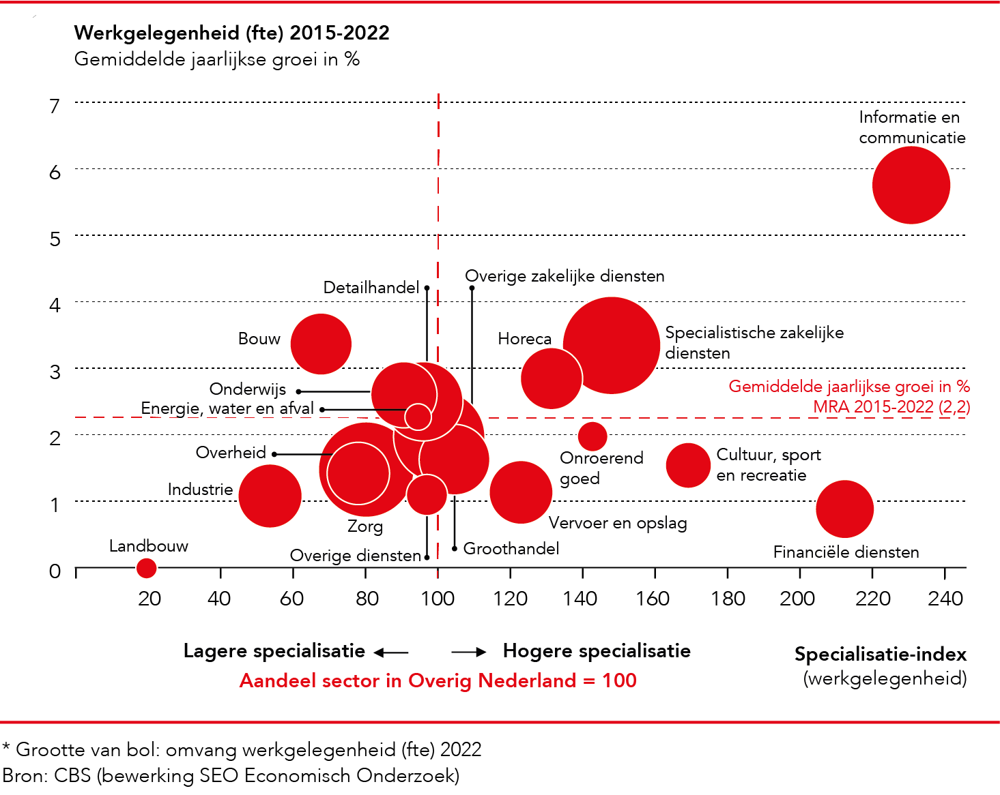 Werkgelegenheid (fte) 2015-2022
Gemiddelde jaarlijkse groei in %
7
6
5
4
3
2
1
0
Informatie en
communicatie
Overige zakelijke diensten
Detailhandel
Bouw
Horeca
Specialistische zakelijke
diensten
Onderwijs
Energie, water en afval
Gemiddelde jaarlijkse groei in %
MRA 2015-2022 (2,2)
Overheid
Onroerend
goed
Cultuur, sport
en recreatie
Industrie
Zorg
Vervoer en opslag
Landbouw
Overige diensten
Groothandel
Financiële diensten
20 40 60 80 100 120 140 160 180 200 220 240
Lagere specialisatie ← → Hogere specialisatie
Aandeel sector in Overig Nederland = 100
Specialisatie-index
(werkgelegenheid)
* Grootte van bol: omvang werkgelegenheid (fte) 2022
Bron: CBS (bewerking SEO Economisch Onderzoek)